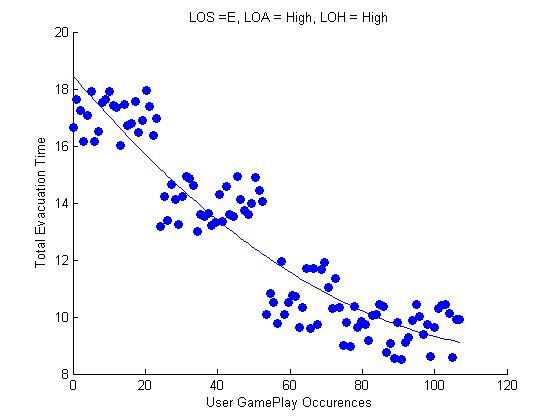 LOS =E, LOA = High, LOH = High
20
18
16
14
12
10
8
Total Evacuation Time
0 20 40 60 80 100 120
User GamePlay Occurences